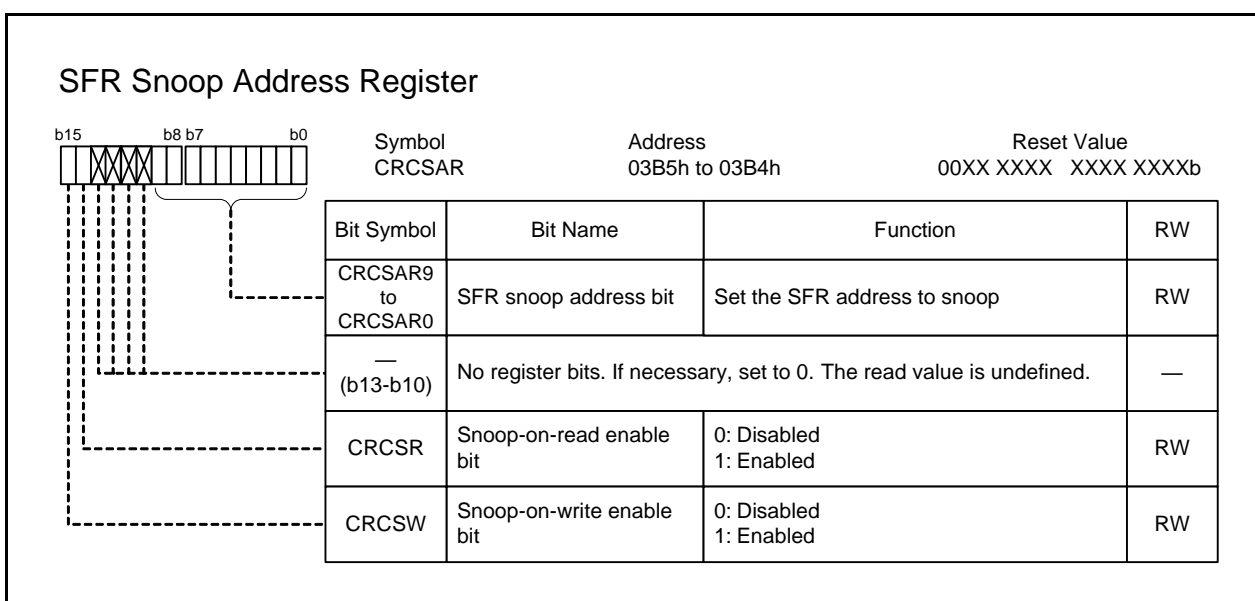 SFR Snoop Address Register
b15 b8 b7 b0
Symbol Address Reset Value
CRCSAR 03B5h to 03B4h 00XX XXXX XXXX XXXXb
Bit Symbol Bit Name Function RW
CRCSAR9
to
CRCSAR0
SFR snoop address bit Set the SFR address to snoop RW
—
(b13-b10)
No register bits. If necessary, set to 0. The read value is undefined. —
CRCSR
Snoop-on-read enable
bit
0: Disabled
1: Enabled
RW
CRCSW
Snoop-on-write enable
bit
0: Disabled
1: Enabled
RW